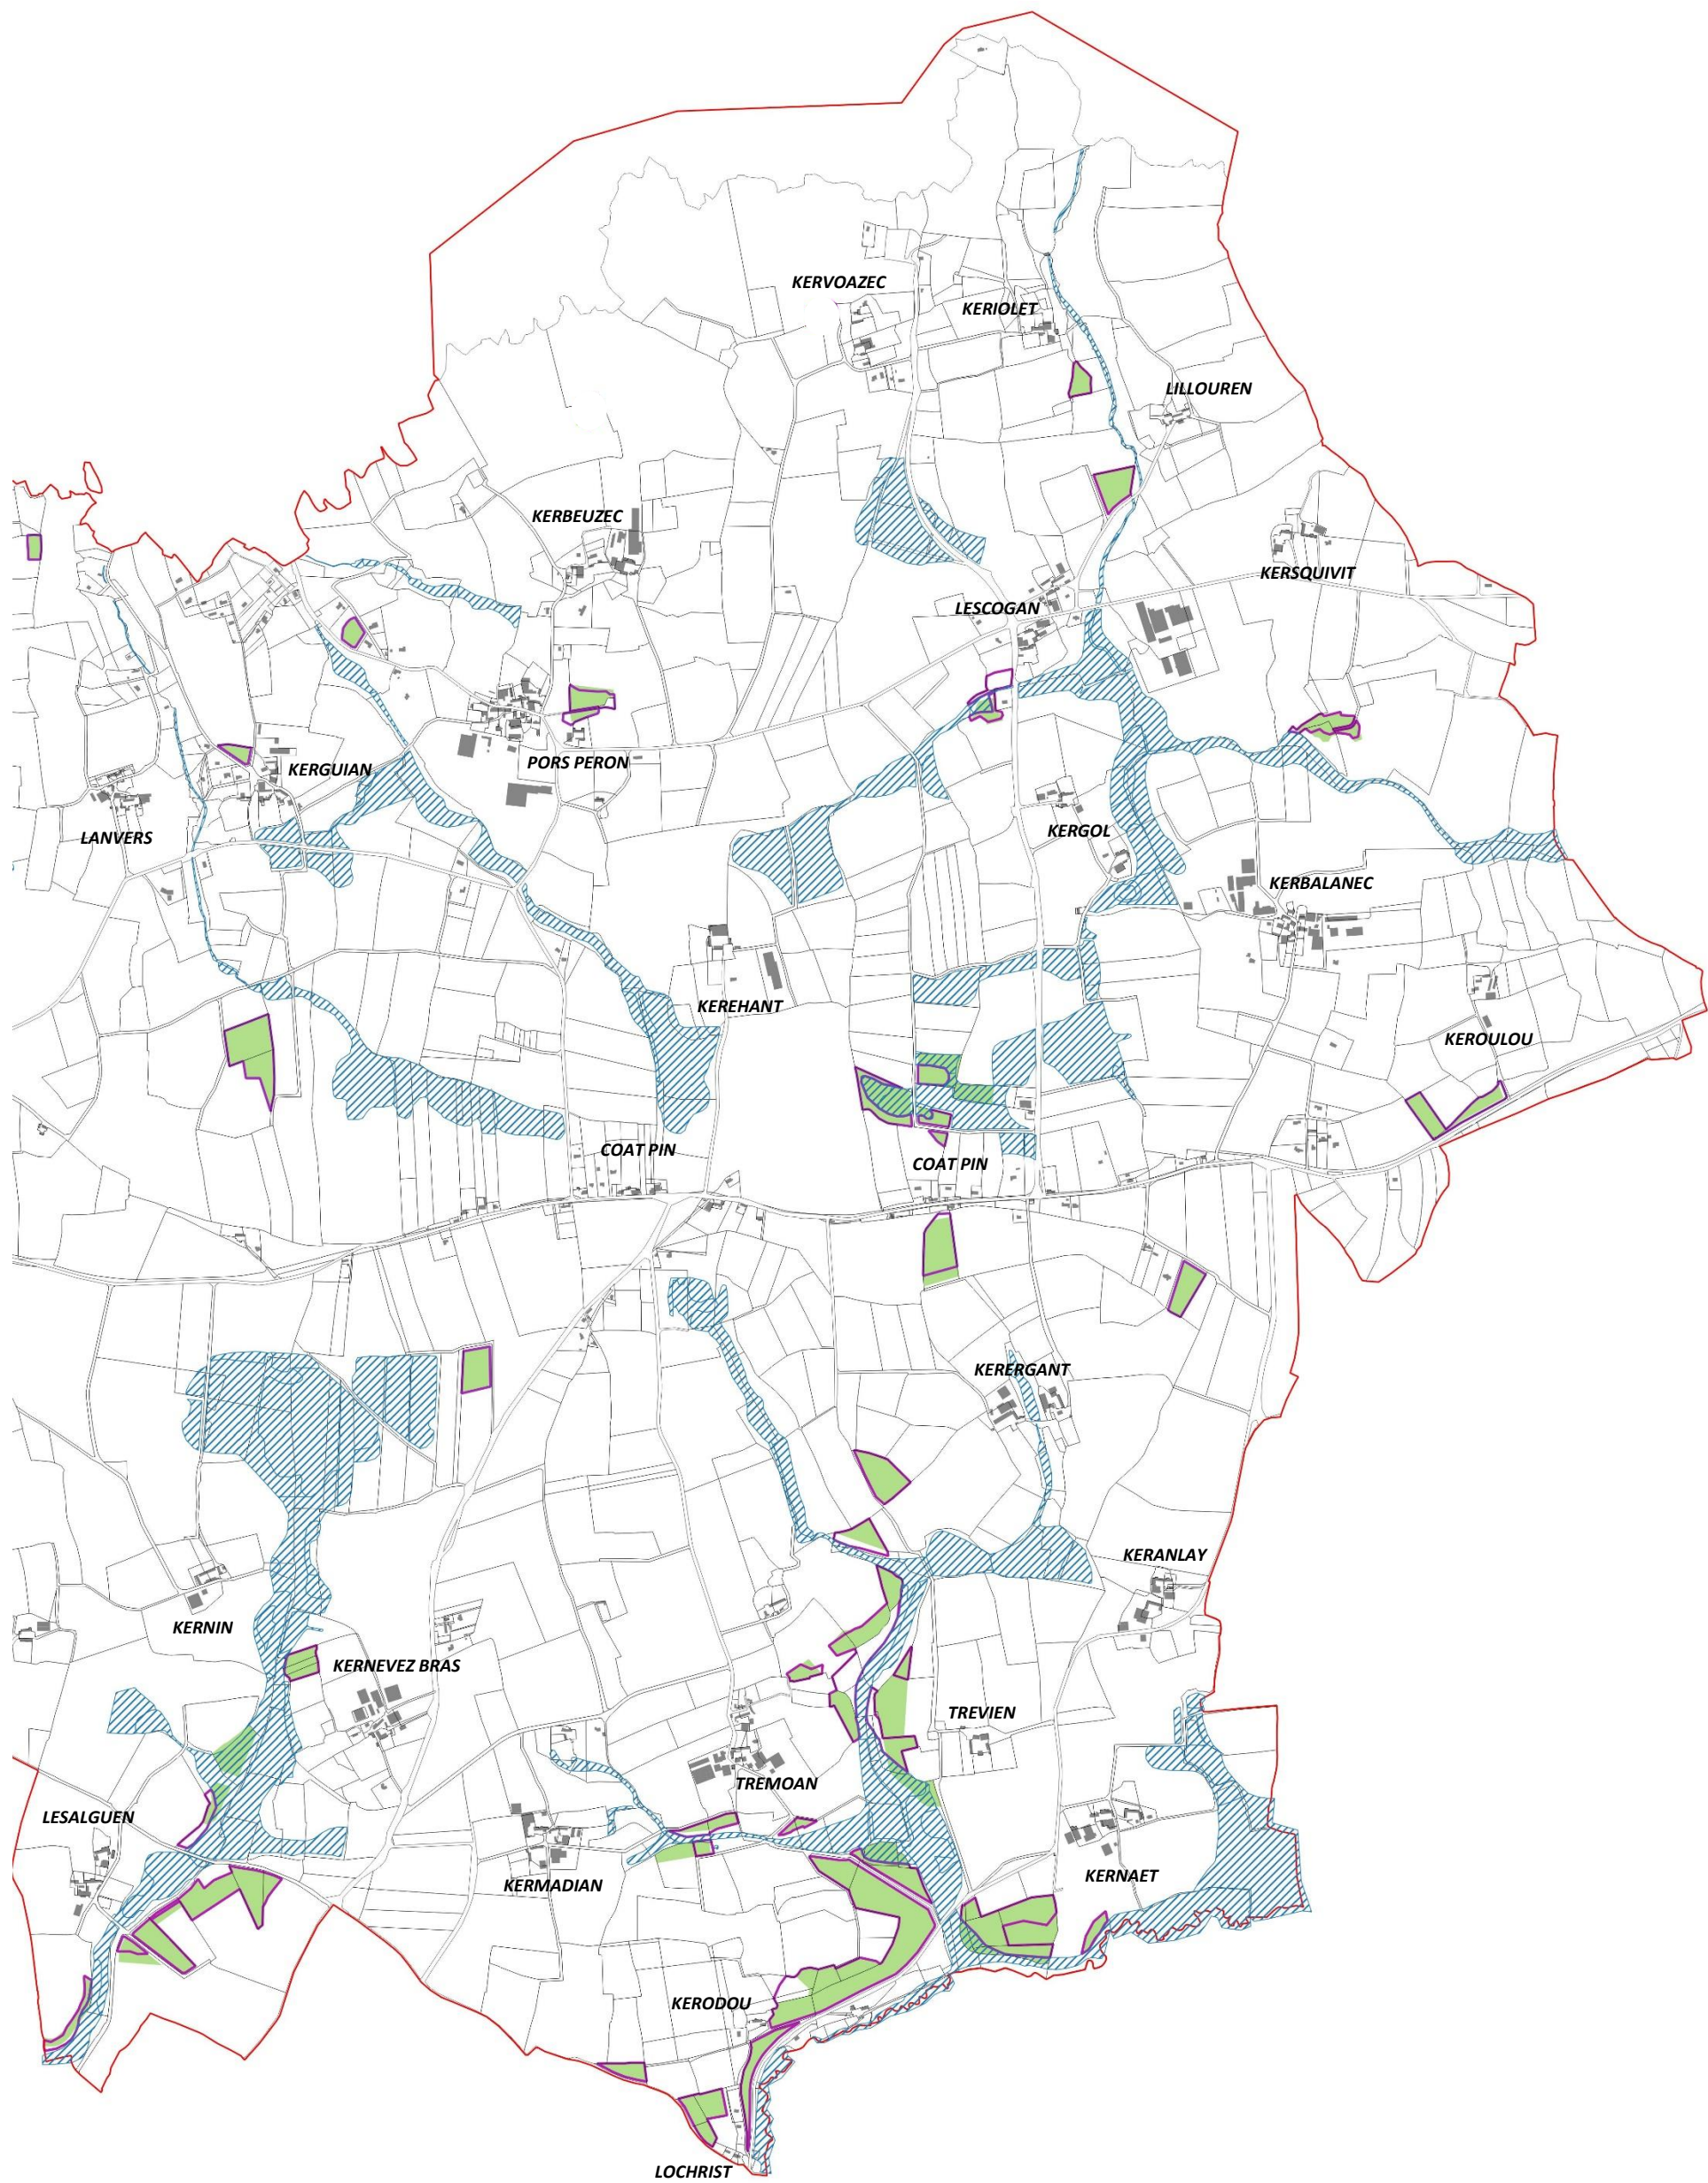 KERVOAZEC
KERIOLET
LILLOUREN
KERBEUZEC
KERSQUIVIT
LESCOGAN
PORS PERON
KERGUIAN
LANVERS
KERGOL
KERBALANEC
KEREHANT
KEROULOU
COAT PIN
COAT PIN
KERERGANT
KERANLAY
KERNIN
KERNEVEZ BRAS
TREVIEN
TREMOAN
LESALGUEN
KERMADIAN
KERNAET
KERODOU
LOCHRIST